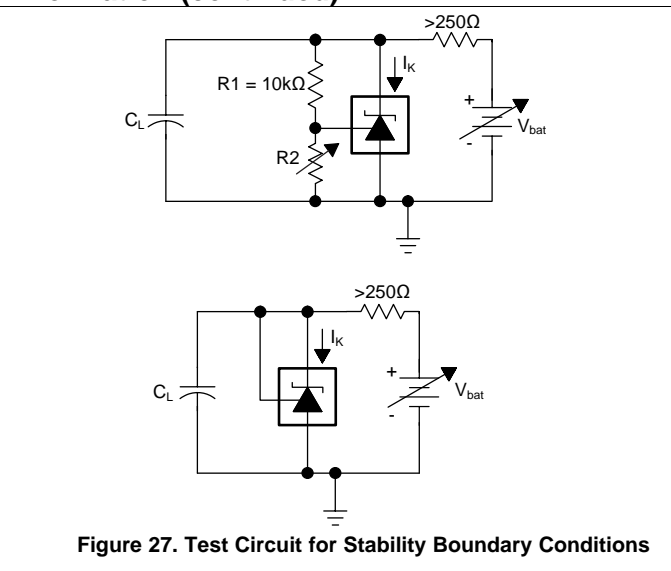 >250Ω
I_K
R1 = 10kΩ
+
C_L
V_bat
-
R2
>250Ω
I_K
+
C_L
V_bat
-
Figure 27. Test Circuit for Stability Boundary Conditions